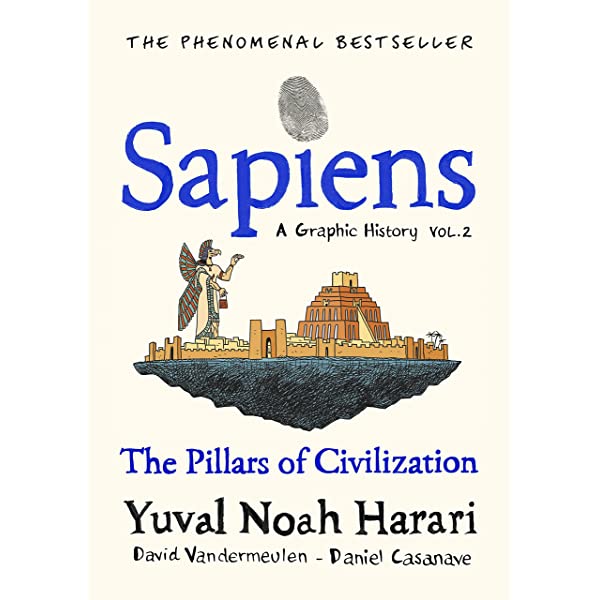 THE PHENOMENAL BESTSELLER
Sapiens
A Graphic History VOL.2
The Pillars of Civilization
Yuval Noah Harari
David Vandermeulen - Daniel Casanave